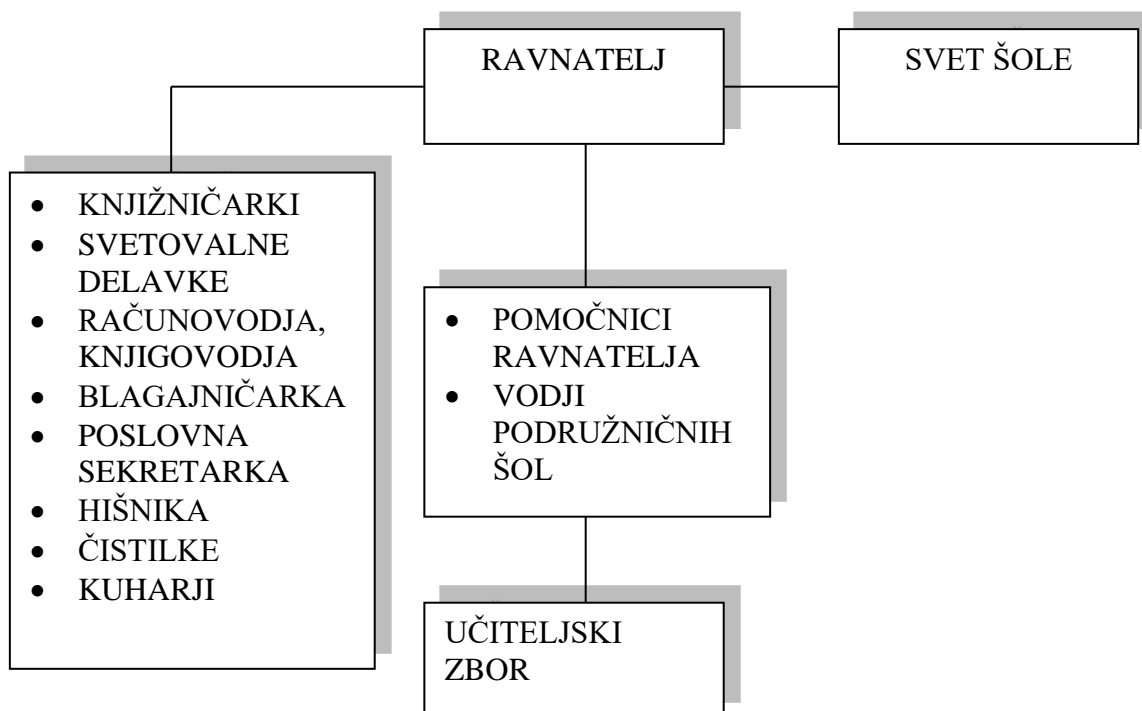 RAVNATELJ
SVET ŠOLE
• KNJIŽNIČARKI
• SVETOVALNE
DELAVKE
• RAČUNOVODJA,
KNJIGOVODJA
• BLAGAJNIČARKA
• POSLOVNA
SEKRETARKA
• HIŠNIKA
• ČISTILKE
• KUHARJI
• POMOČNICI
RAVNATELJA
• VODJI
PODRUŽNIČNIH
ŠOL
UČITELJSKI
ZBOR